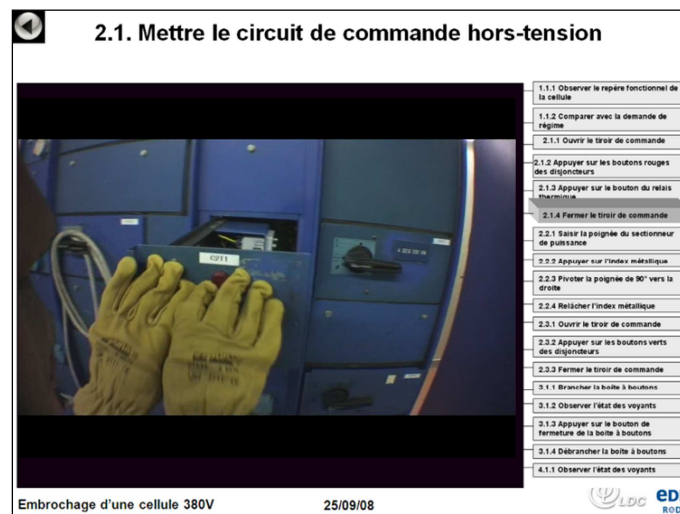 2.1. Mettre le circuit de commande hors-tension
1.1.1 Observer le repère fonctionnel de
la cellule
1.1.2 Comparer avec la demande de
régime
2.1.1 Ouvrir le tiroir de commande
2.1.2 Appuyer sur les boutons rouges
des disjoncteurs
2.1.3 Appuyer sur le bouton du relais
thermique
2.1.4 Fermer le tiroir de commande
2.2.1 Saisir la poignée du sectionneur
de puissance
2.2.2 Appuyer sur l'index métallique
2.2.3 Pivoter la poignée de 90° vers la
droite
2.2.4 Relâcher l'index métallique
2.3.1 Ouvrir le tiroir de commande
2.3.2 Appuyer sur les boutons verts
des disjoncteurs
2.3.3 Fermer le tiroir de commande
3.1.1 Brancher la boite à boutons
3.1.2 Observer l'état des voyants
3.1.3 Appuyer sur le bouton de
fermeture de la boite à boutons
3.1.4 Débrancher la boite à boutons
4.1.1 Observer l'état des voyants
Embrochage d'une cellule 380V
25/09/08
LDC